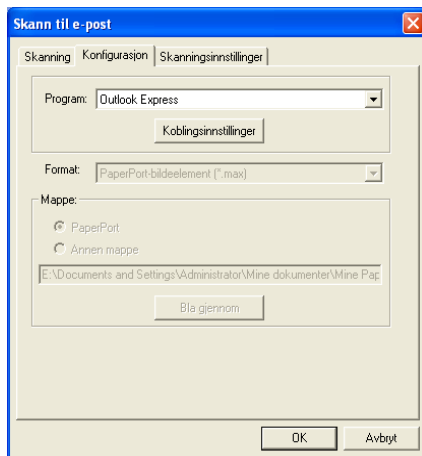 Skann til e-post
Skanning Konfigurasjon Skanningsinnstillinger
Program: Outlook Express
Koblingsinnstillinger
Format: PaperPort-bildeelement (*.max)
Mappe:
PaperPort
Annen mappe
E:\Documents and Settings\Administrator\Mine dokumenter\Mine Pap
Bla gjennom
OK Avbryt